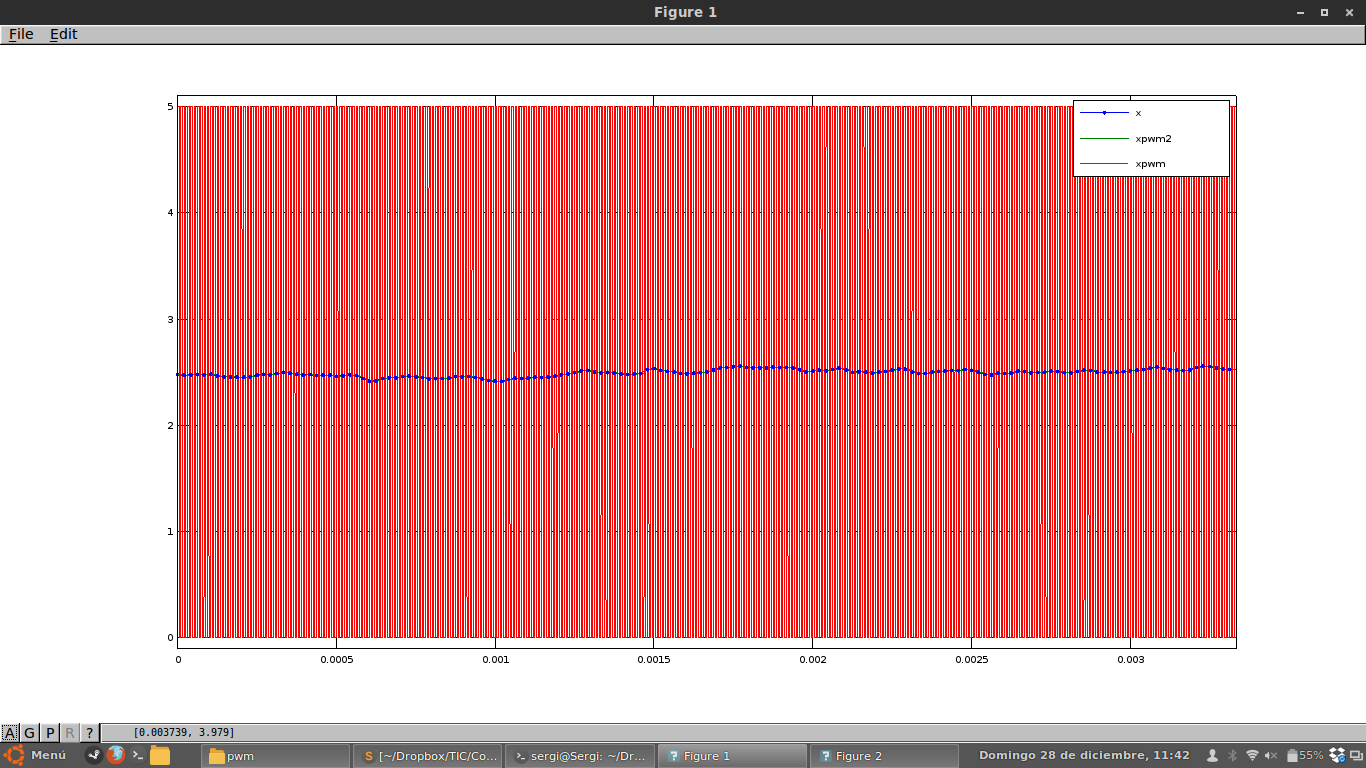 Figure 1
File Edit
5
4
3
2
1
0
x
xpwm2
xpwm
0 0.0005 0.001 0.0015 0.002 0.0025 0.003
A G P R ? [0.003739, 3.979]
Menú pwm [~/Dropbox/TIC/Co... sergi@Sergi: ~/Dr... Figure 1 Figure 2 Domingo 28 de diciembre, 11:42 55%